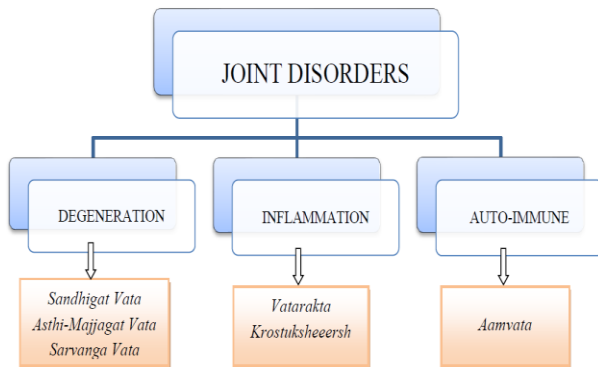 JOINT DISORDERS
DEGENERATION
INFLAMMATION
AUTO-IMMUNE
Sandhigat Vata
Asthi-Majjagat Vata
Sarvanga Vata
Vatarakta
Krostuksheeersh
Aamvata